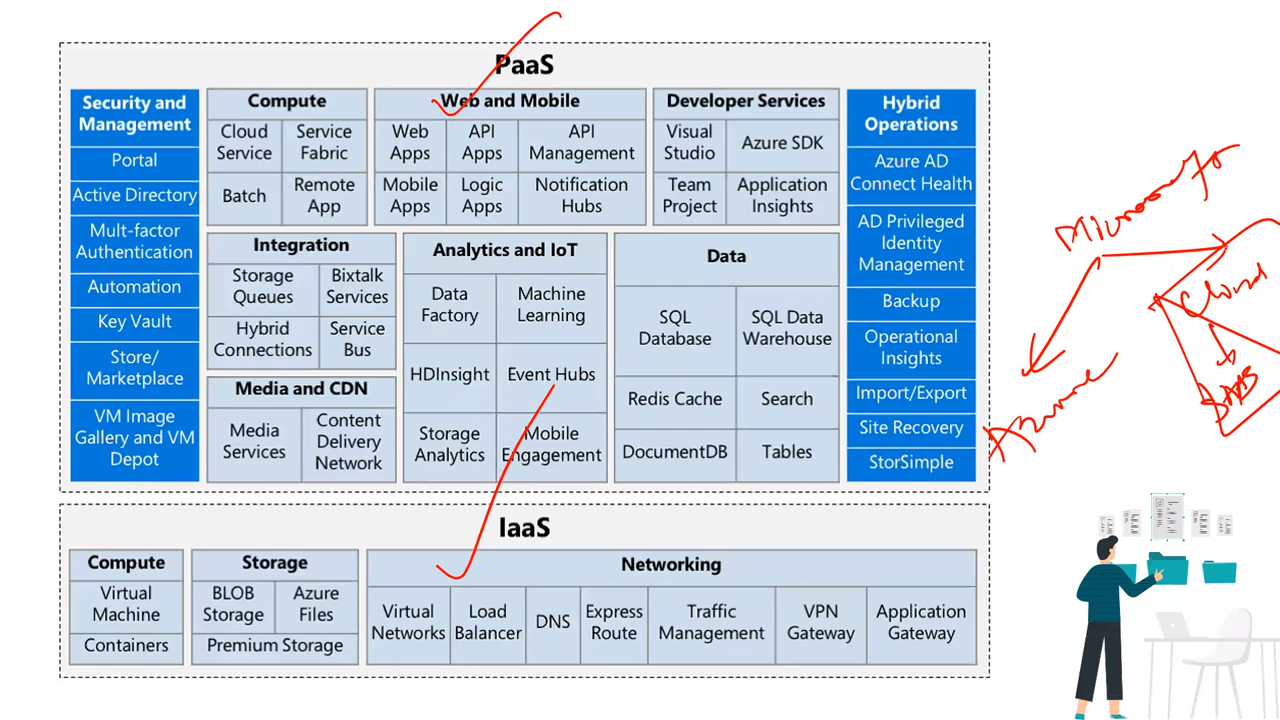 PaaS
Security and
Management
Portal
Active Directory
Mult-factor
Authentication
Automation
Key Vault
Store/
Marketplace
VM Image
Gallery and VM
Depot
Compute
Cloud
Service
Service
Fabric
Batch
Remote
App
Web and Mobile
Web
Apps
API
Apps
API
Management
Mobile
Apps
Logic
Apps
Notification
Hubs
Developer Services
Visual
Studio
Azure SDK
Team
Project
Application
Insights
Integration
Storage
Queues
Bixtalk
Services
Hybrid
Connections
Service
Bus
Media and CDN
Media
Services
Content
Delivery
Network
Analytics and IoT
Data
Factory
Machine
Learning
HDInsight
Event Hubs
Storage
Analytics
Mobile
Engagement
Data
SQL
Database
SQL Data
Warehouse
Redis Cache
Search
DocumentDB
Tables
Hybrid
Operations
Azure AD
Connect Health
AD Privileged
Identity
Management
Backup
Operational
Insights
Import/Export
Site Recovery
StorSimple
Cloud
Azure
IaaS
Compute
Virtual
Machine
Containers
Storage
BLOB
Storage
Azure
Files
Premium Storage
Networking
Virtual
Networks
Load
Balancer
DNS
Express
Route
Traffic
Management
VPN
Gateway
Application
Gateway